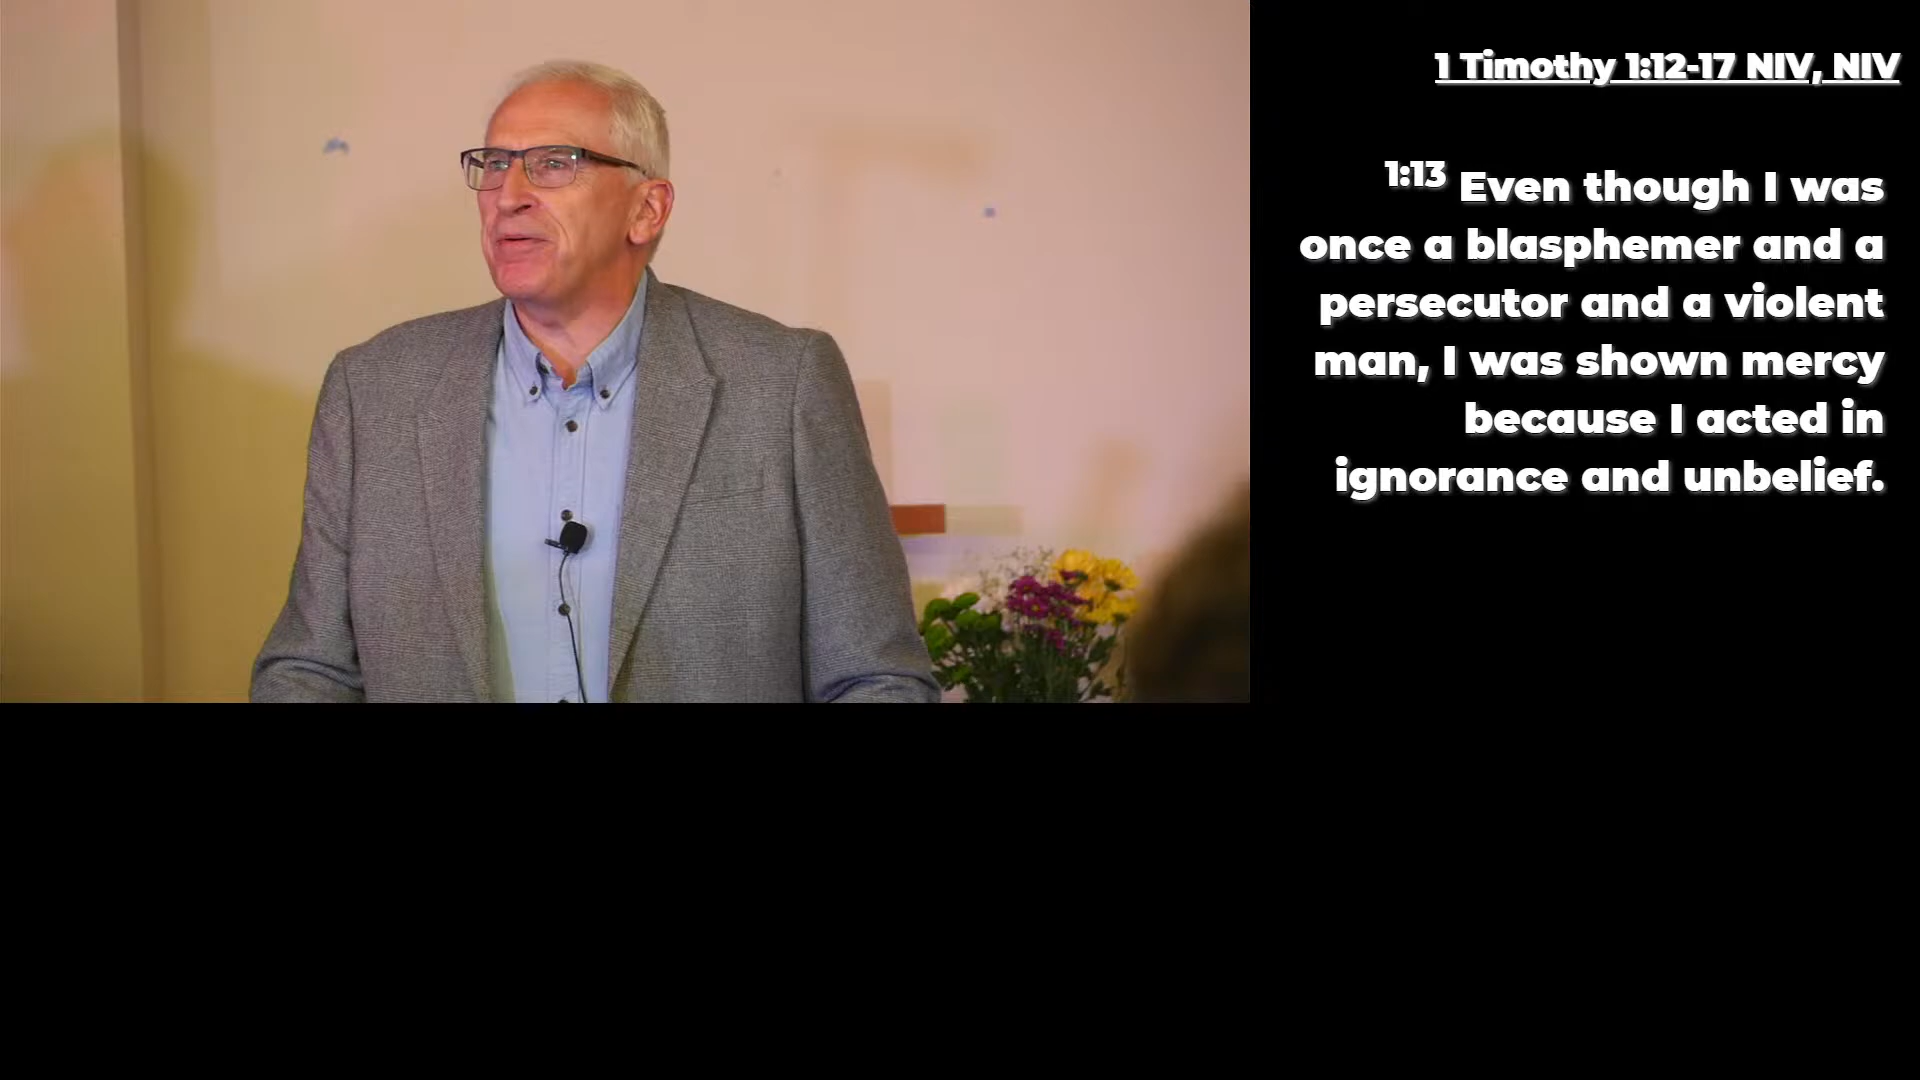 1 Timothy 1:12-17 NIV, NIV
1:13 Even though I was
once a blasphemer and a
persecutor and a violent
man, I was shown mercy
because I acted in
ignorance and unbelief.